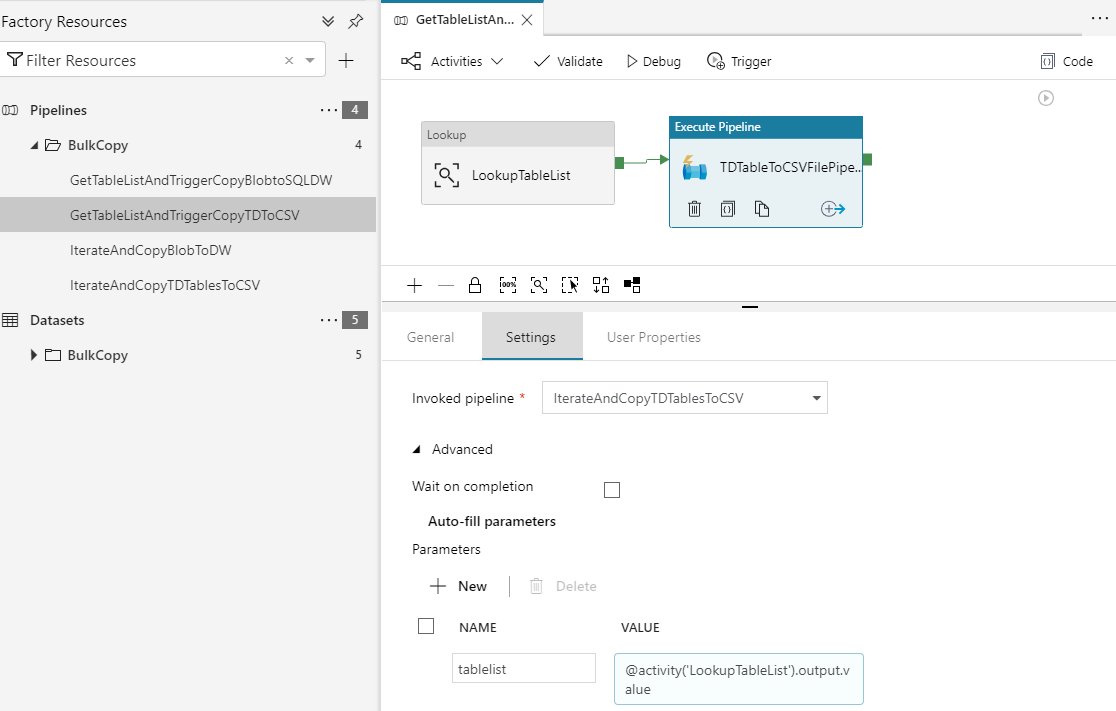 Factory Resources
Filter Resources
Pipelines
4
BulkCopy
4
GetTableListAndTriggerCopyBlobtoSQLDW
GetTableListAndTriggerCopyTDToCSV
IterateAndCopyBlobToDW
IterateAndCopyTDTablesToCSV
Datasets
5
BulkCopy
5
GetTableListAn...
Activities
Validate
Debug
Trigger
Code
Lookup
LookupTableList
Execute Pipeline
TDTableToCSVFilePipe...
100%
General
Settings
User Properties
Invoked pipeline *
IterateAndCopyTDTablesToCSV
Advanced
Wait on completion
Auto-fill parameters
Parameters
New
Delete
NAME
VALUE
tablelist
@activity('LookupTableList').output.v
alue